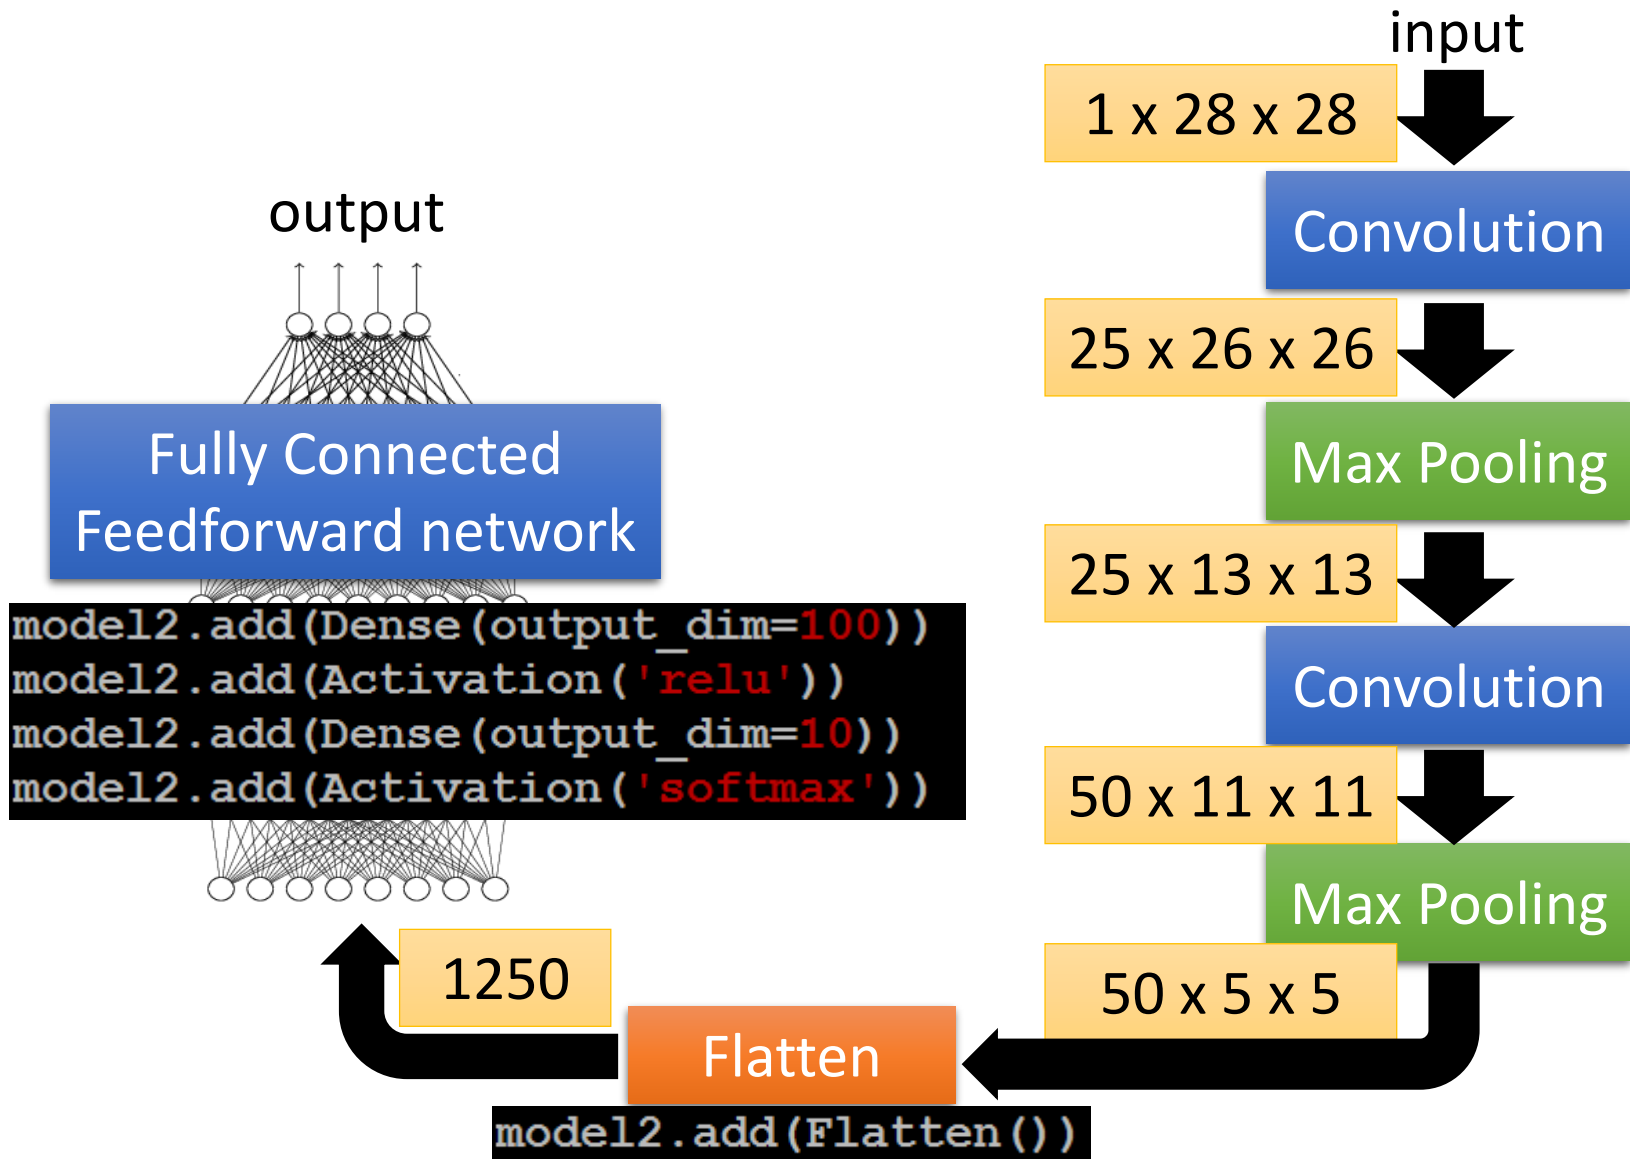 input
1 x 28 x 28
Convolution
25 x 26 x 26
Max Pooling
25 x 13 x 13
Convolution
50 x 11 x 11
Max Pooling
50 x 5 x 5
Flatten
model2.add(Flatten())
1250
model2.add(Dense(output_dim=100))
model2.add(Activation('relu'))
model2.add(Dense(output_dim=10))
model2.add(Activation('softmax'))
Fully Connected
Feedforward network
output